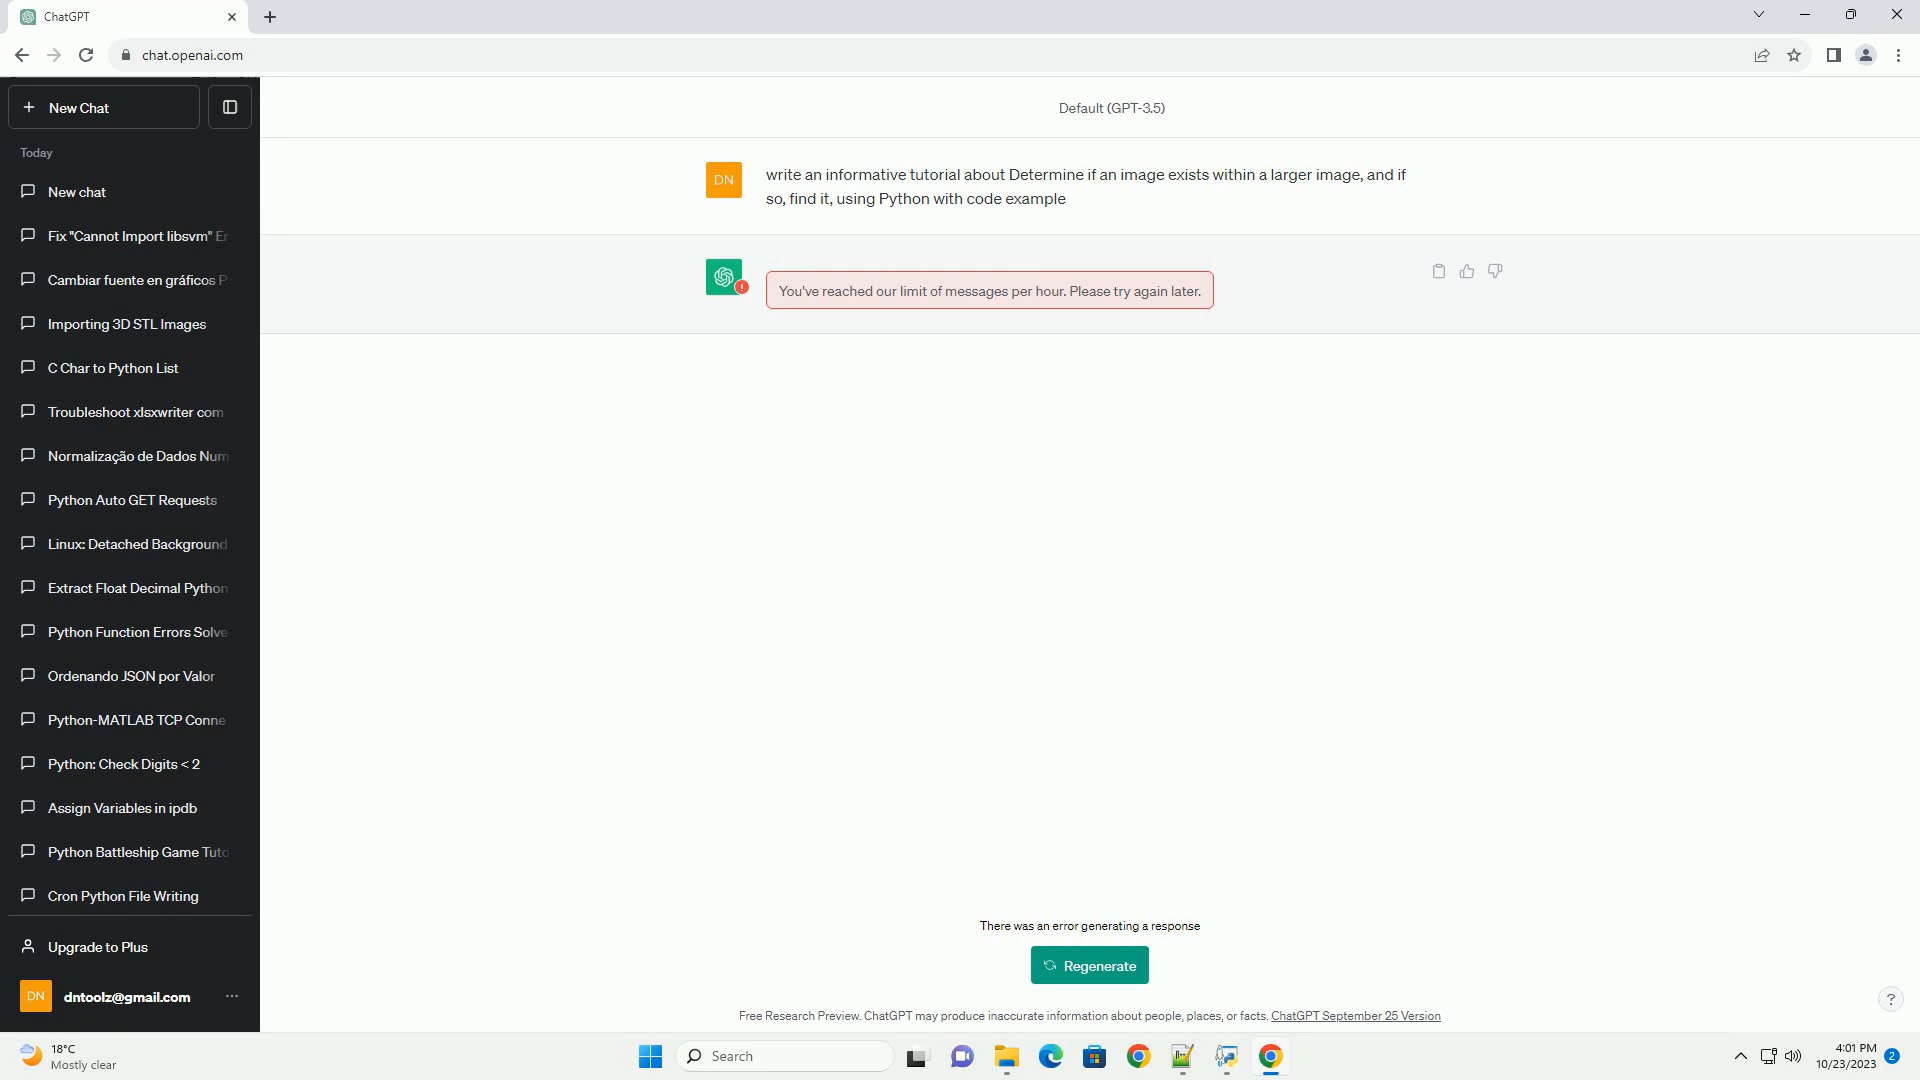 ChatGPT
chat.openai.com
New Chat
Today
New chat
Fix "Cannot Import libsvm" Er
Cambiar fuente en gráficos P
Importing 3D STL Images
C Char to Python List
Troubleshoot xlsxwriter com
Normalização de Dados Num
Python Auto GET Requests
Linux: Detached Background
Extract Float Decimal Python
Python Function Errors Solve
Ordenando JSON por Valor
Python-MATLAB TCP Conne
Python: Check Digits < 2
Assign Variables in ipdb
Python Battleship Game Tuto
Cron Python File Writing
Upgrade to Plus
DN
dntoolz@gmail.com
Default (GPT-3.5)
DN
write an informative tutorial about Determine if an image exists within a larger image, and if
so, find it, using Python with code example
!
You've reached our limit of messages per hour. Please try again later.
There was an error generating a response
Regenerate
Free Research Preview. ChatGPT may produce inaccurate information about people, places, or facts. ChatGPT September 25 Version
?
18°C
Mostly clear
Search
4:01 PM
10/23/2023
2